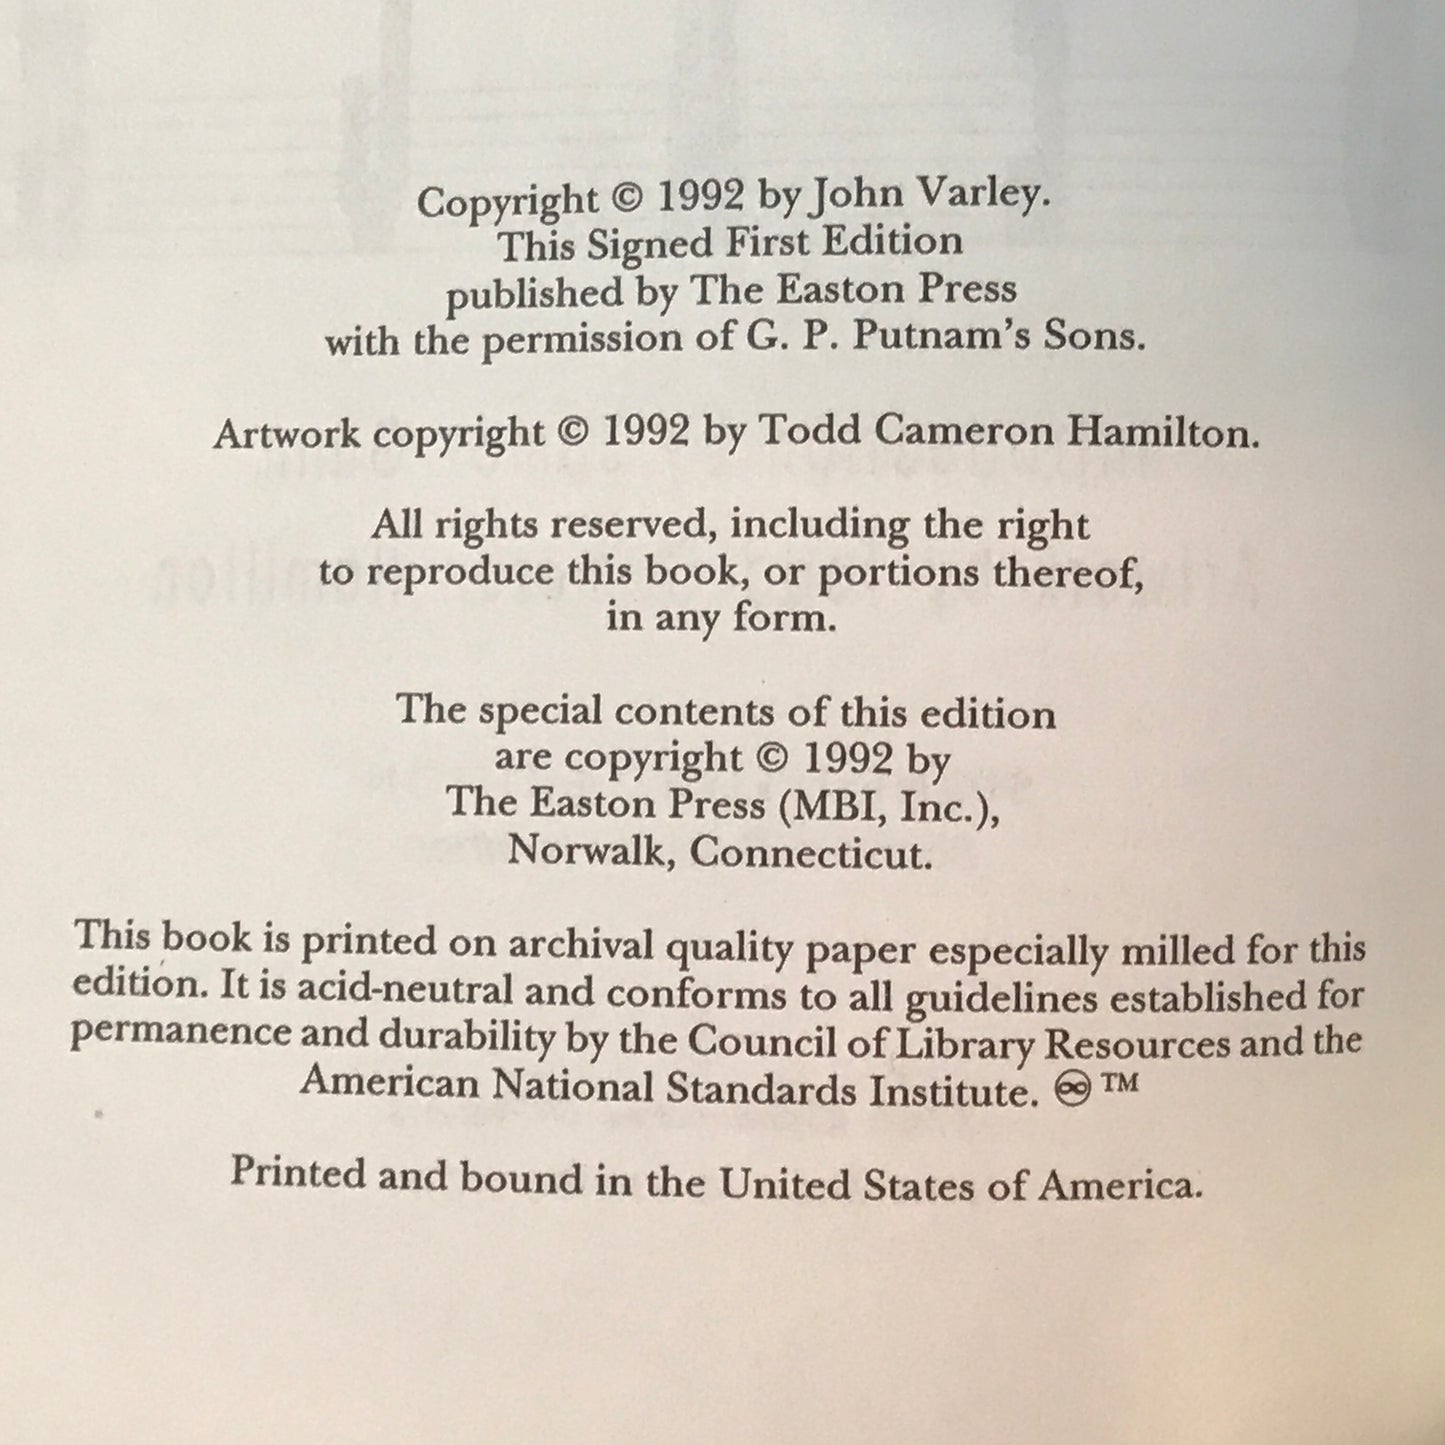 Copyright © 1992 by John Varley.
This Signed First Edition
published by The Easton Press
with the permission of G. P. Putnam's Sons.
Artwork copyright © 1992 by Todd Cameron Hamilton.
All rights reserved, including the right
to reproduce this book, or portions thereof,
in any form.
The special contents of this edition
are copyright © 1992 by
The Easton Press (MBI, Inc.),
Norwalk, Connecticut.
This book is printed on archival quality paper especially milled for this
edition. It is acid-neutral and conforms to all guidelines established for
permanence and durability by the Council of Library Resources and the
American National Standards Institute. ♾ ™
Printed and bound in the United States of America.